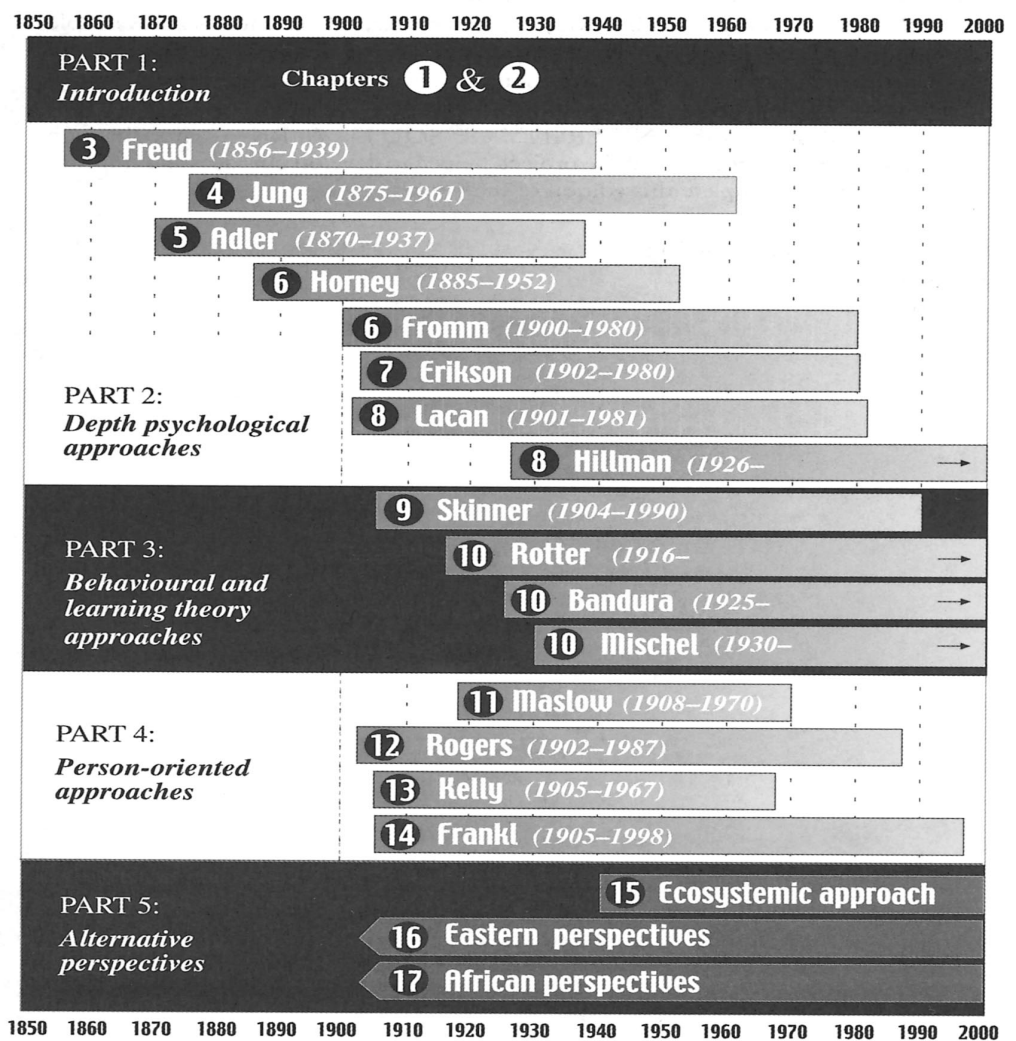 1850 1860 1870 1880 1890 1900 1910 1920 1930 1940 1950 1960 1970 1980 1990 2000
PART 1:
Introduction
Chapters 1 & 2
3 Freud (1856–1939)
4 Jung (1875–1961)
5 Adler (1870–1937)
6 Horney (1885–1952)
6 Fromm (1900–1980)
7 Erikson (1902–1980)
8 Lacan (1901–1981)
8 Hillman (1926–
PART 2:
Depth psychological
approaches
9 Skinner (1904–1990)
10 Rotter (1916–
10 Bandura (1925–
10 Mischel (1930–
PART 3:
Behavioural and
learning theory
approaches
11 Maslow (1908–1970)
12 Rogers (1902–1987)
13 Kelly (1905–1967)
14 Frankl (1905–1998)
PART 4:
Person-oriented
approaches
15 Ecosystemic approach
16 Eastern perspectives
17 African perspectives
PART 5:
Alternative
perspectives
1850 1860 1870 1880 1890 1900 1910 1920 1930 1940 1950 1960 1970 1980 1990 2000